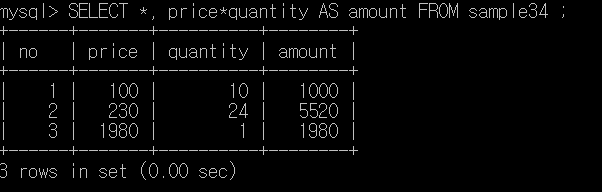 mysql> SELECT *, price*quantity AS amount FROM sample34 ;
+------+-------+----------+--------+
| no   | price | quantity | amount |
+------+-------+----------+--------+
|    1 |   100 |       10 |   1000 |
|    2 |   230 |       24 |   5520 |
|    3 |  1980 |        1 |   1980 |
+------+-------+----------+--------+
3 rows in set (0.00 sec)